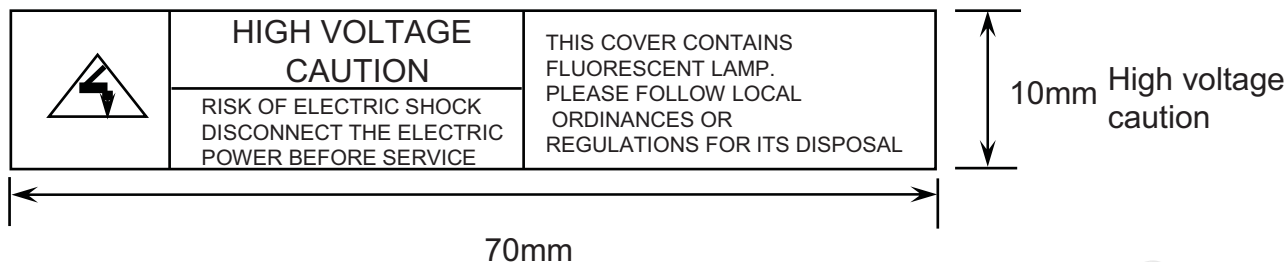 HIGH VOLTAGE
CAUTION
RISK OF ELECTRIC SHOCK
DISCONNECT THE ELECTRIC
POWER BEFORE SERVICE
THIS COVER CONTAINS
FLUORESCENT LAMP.
PLEASE FOLLOW LOCAL
ORDINANCES OR
REGULATIONS FOR ITS DISPOSAL
10mm
High voltage
caution
70mm